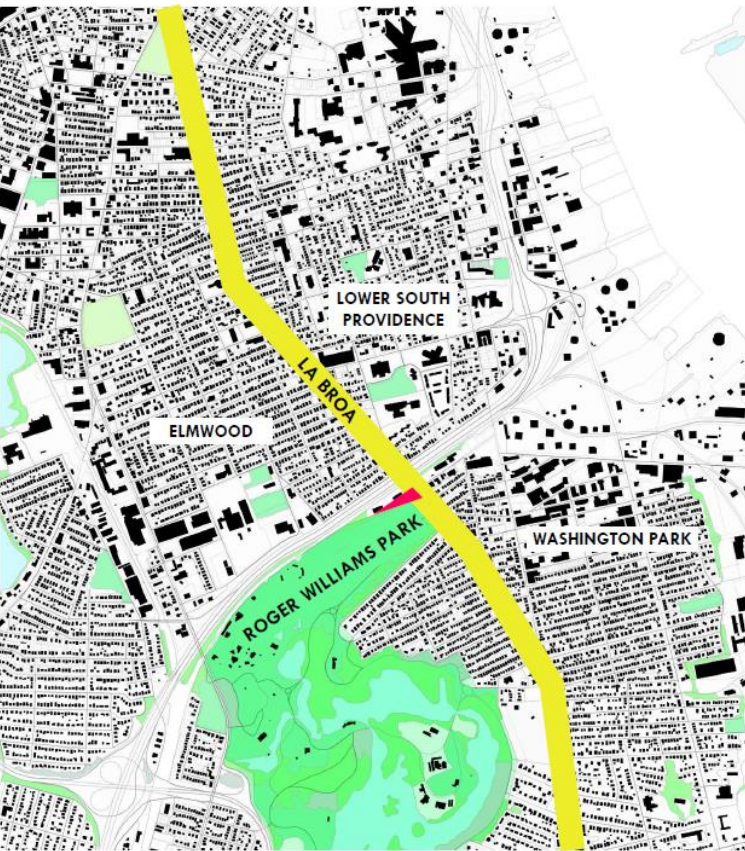 LOWER SOUTH
PROVIDENCE
LA BROA
ELMWOOD
ROGER WILLIAMS PARK
WASHINGTON PARK